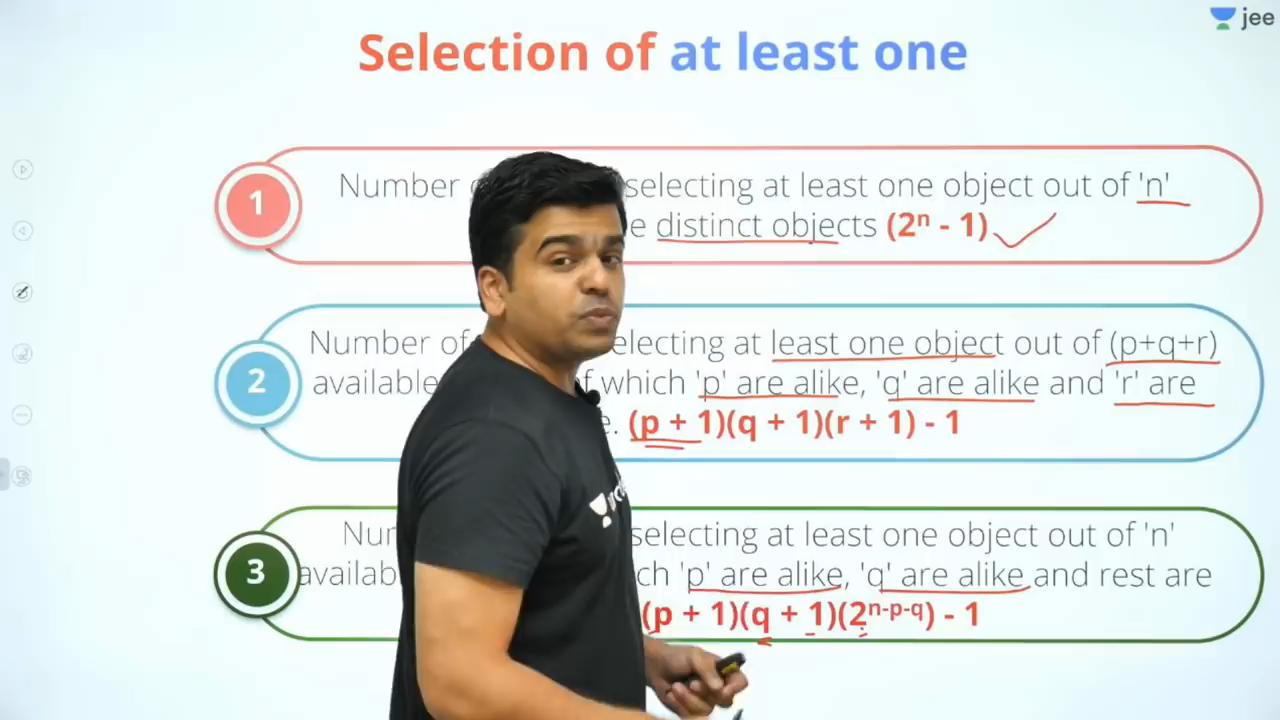 jee
Selection of at least one
1
Number selecting at least one object out of 'n'
distinct objects (2ⁿ - 1)
2
Number of electing at least one object out of (p+q+r)
available of which 'p' are alike, 'q' are alike and 'r' are
(p + 1)(q + 1)(r + 1) - 1
3
selecting at least one object out of 'n'
'p' are alike, 'q' are alike and rest are
(p + 1)(q + 1)(2ⁿ⁻ᵖ⁻q) - 1